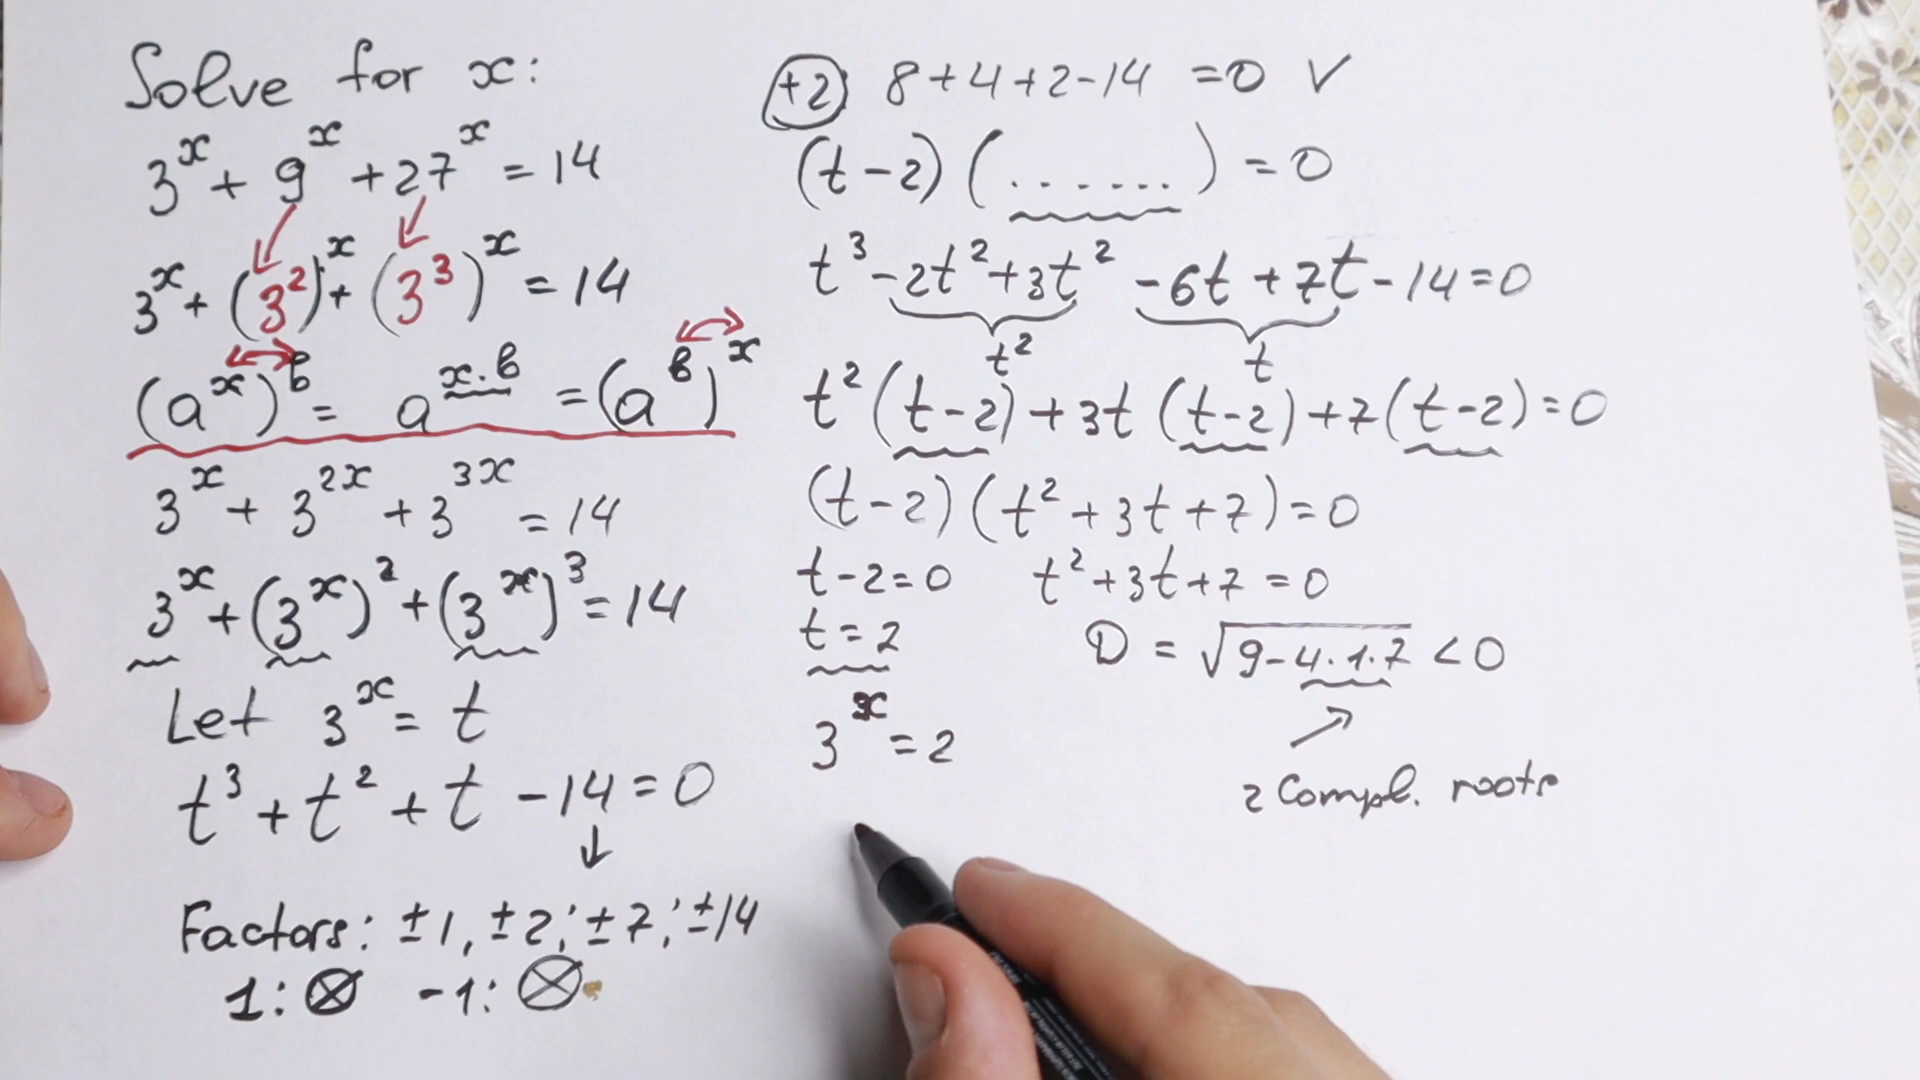 Solve for x:
3^x + 9^x + 27^x = 14
3^x + (3^2)^x + (3^3)^x = 14
(a^x)^b = a^(x·b) = (a^b)^x
3^x + 3^(2x) + 3^(3x) = 14
3^x + (3^x)^2 + (3^x)^3 = 14
Let 3^x = t
t^3 + t^2 + t - 14 = 0
Factors: ±1, ±2; ±7; ±14
1: ⊗ -1: ⊗
+2: 8+4+2-14 = 0 ✓
(t-2)(.......) = 0
t^3 - 2t^2 + 3t^2 - 6t + 7t - 14 = 0
t^2 t
t^2(t-2) + 3t(t-2) + 7(t-2) = 0
(t-2)(t^2 + 3t + 7) = 0
t-2=0 t^2+3t+7 = 0
t = 2 D = √(9-4·1·7) < 0
3^x = 2
2 Compl. roots